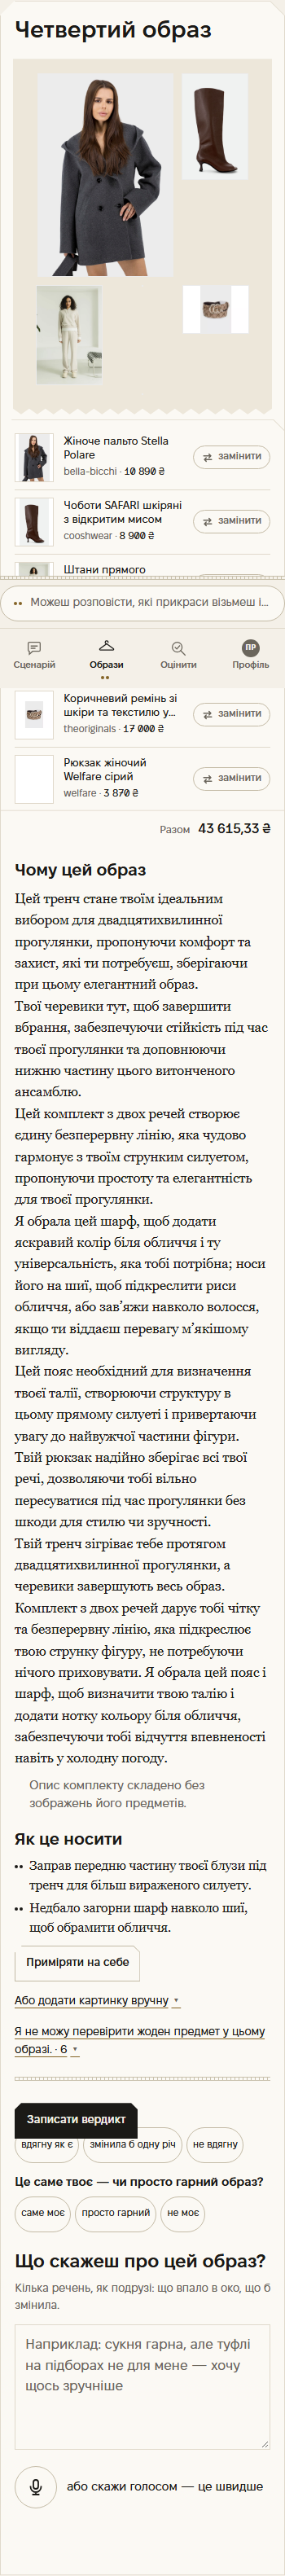 Четвертий образ
Жіноче пальто Stella
Polare
bella-bicchi · 10 890 ₴
замінити
Чоботи SAFARI шкіряні
з відкритим мисом
cooshwear · 8 900 ₴
замінити
Штани прямого
Можеш розповісти, які прикраси візьмеш і...
Сценарій
Образи
Оцінити
ПР
Профіль
Коричневий ремінь зі
шкіри та текстилю у...
theoriginals · 17 000 ₴
замінити
Рюкзак жіночий
Welfare сірий
welfare · 3 870 ₴
замінити
Разом 43 615,33 ₴
Чому цей образ
Цей тренч стане твоїм ідеальним
вибором для двадцятихвилинної
прогулянки, пропонуючи комфорт та
захист, які ти потребуєш, зберігаючи
при цьому елегантний образ.
Твої черевики тут, щоб завершити
вбрання, забезпечуючи стійкість під час
твоєї прогулянки та доповнюючи
нижню частину цього витонченого
ансамблю.
Цей комплект з двох речей створює
єдину безперервну лінію, яка чудово
гармонує з твоїм струнким силуетом,
пропонуючи простоту та елегантність
для твоєї прогулянки.
Я обрала цей шарф, щоб додати
яскравий колір біля обличчя і ту
універсальність, яка тобі потрібна; носи
його на шиї, щоб підкреслити риси
обличчя, або зав’яжи навколо волосся,
якщо ти віддаєш перевагу м’якішому
вигляду.
Цей пояс необхідний для визначення
твоєї талії, створюючи структуру в
цьому прямому силуеті і привертаючи
увагу до найвужчої частини фігури.
Твій рюкзак надійно зберігає всі твої
речі, дозволяючи тобі вільно
пересуватися під час прогулянки без
шкоди для стилю чи зручності.
Твій тренч зігріває тебе протягом
двадцятихвилинної прогулянки, а
черевики завершують весь образ.
Комплект з двох речей дарує тобі чітку
та безперервну лінію, яка підкреслює
твою струнку фігуру, не потребуючи
нічого приховувати. Я обрала цей пояс і
шарф, щоб визначити твою талію і
додати нотку кольору біля обличчя,
забезпечуючи тобі відчуття впевненості
навіть у холодну погоду.
Опис комплекту складено без
зображень його предметів.
Як це носити
Заправ передню частину твоєї блузи під
тренч для більш вираженого силуету.
Недбало загорни шарф навколо шиї,
щоб обрамити обличчя.
Приміряти на себе
Або додати картинку вручну
Я не можу перевірити жоден предмет у цьому
образі. · 6
Записати вердикт
вдягну як є
змінила б одну річ
не вдягну
Це саме твоє — чи просто гарний образ?
саме моє
просто гарний
не моє
Що скажеш про цей образ?
Кілька речень, як подрузі: що впало в око, що б
змінила.
Наприклад: сукня гарна, але туфлі
на підборах не для мене — хочу
щось зручніше
або скажи голосом — це швидше